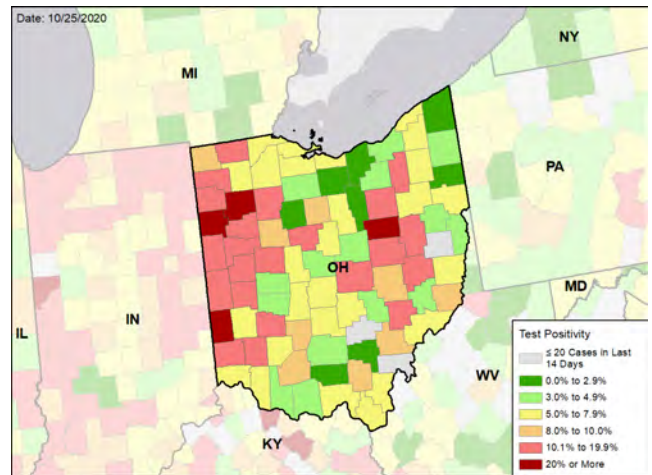 Date: 10/25/2020
NY
MI
PA
OH
IL
IN
MD
WV
KY
Test Positivity
≤ 20 Cases in Last
14 Days
0.0% to 2.9%
3.0% to 4.9%
5.0% to 7.9%
8.0% to 10.0%
10.1% to 19.9%
20% or More